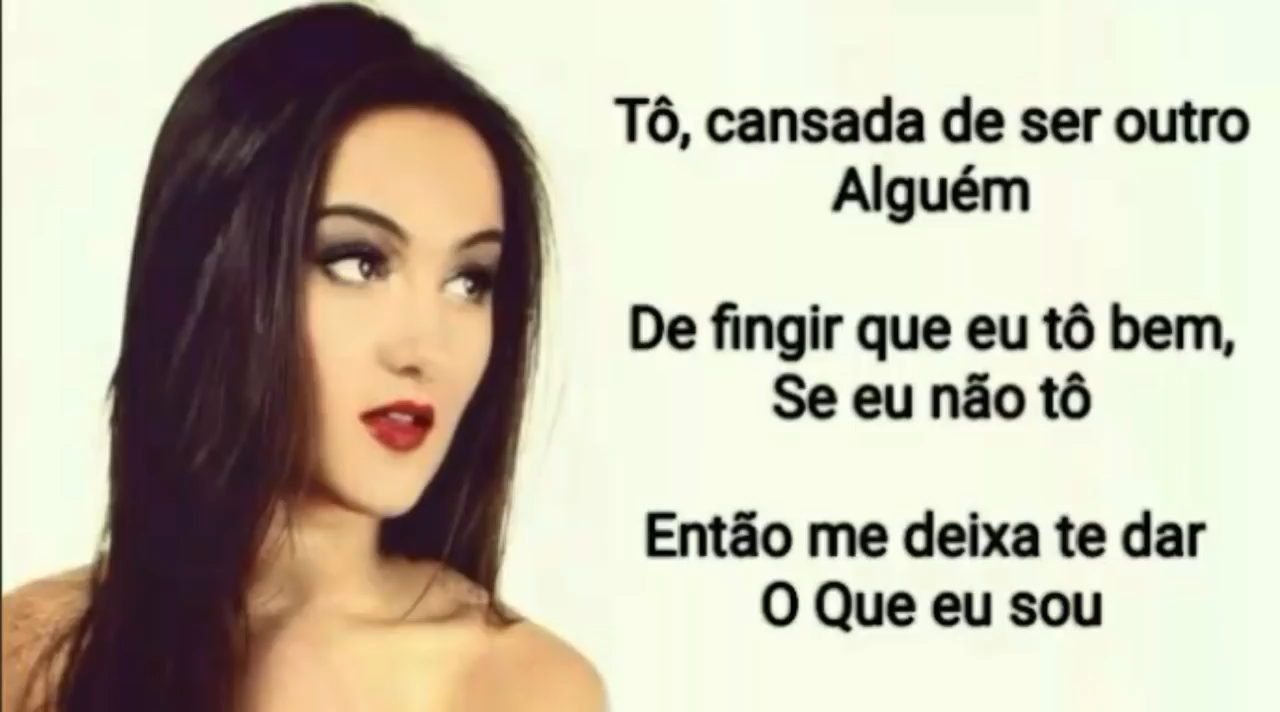 Tô, cansada de ser outro
Alguém
De fingir que eu tô bem,
Se eu não tô
Então me deixa te dar
O Que eu sou